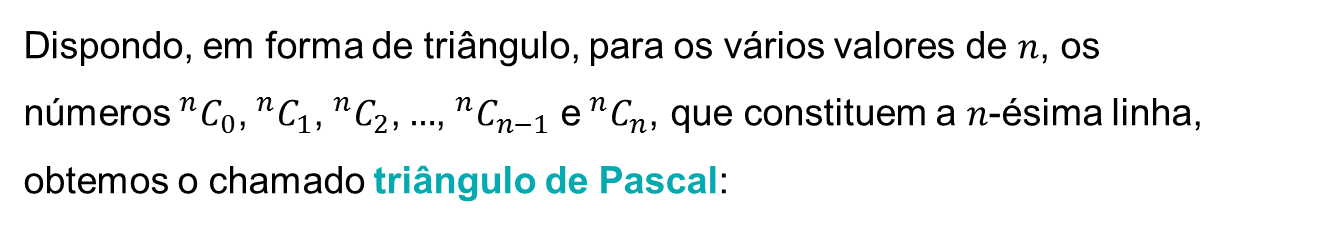 Dispondo, em forma de triângulo, para os vários valores de 𝑛, os
números ⁿ𝐶₀, ⁿ𝐶₁, ⁿ𝐶₂, ..., ⁿ𝐶ₙ₋₁ e ⁿ𝐶ₙ, que constituem a 𝑛-ésima linha,
obtemos o chamado triângulo de Pascal: